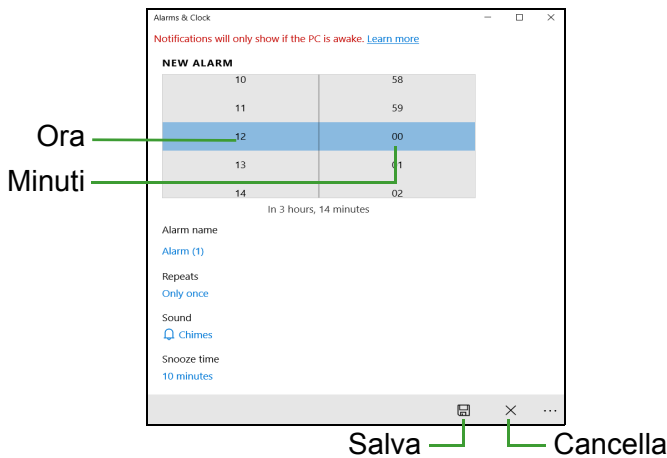 Alarms & Clock
Notifications will only show if the PC is awake. Learn more
NEW ALARM
10 58
11 59
Ora 12 00
13 01
Minuti
14 02
In 3 hours, 14 minutes
Alarm name
Alarm (1)
Repeats
Only once
Sound
Chimes
Snooze time
10 minutes
...
Salva Cancella